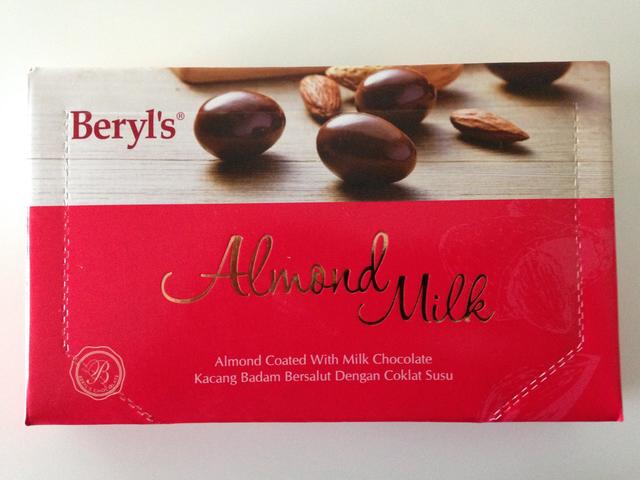 Beryl's®
Almond
Milk
Almond Coated With Milk Chocolate
Kacang Badam Bersalut Dengan Coklat Susu
B